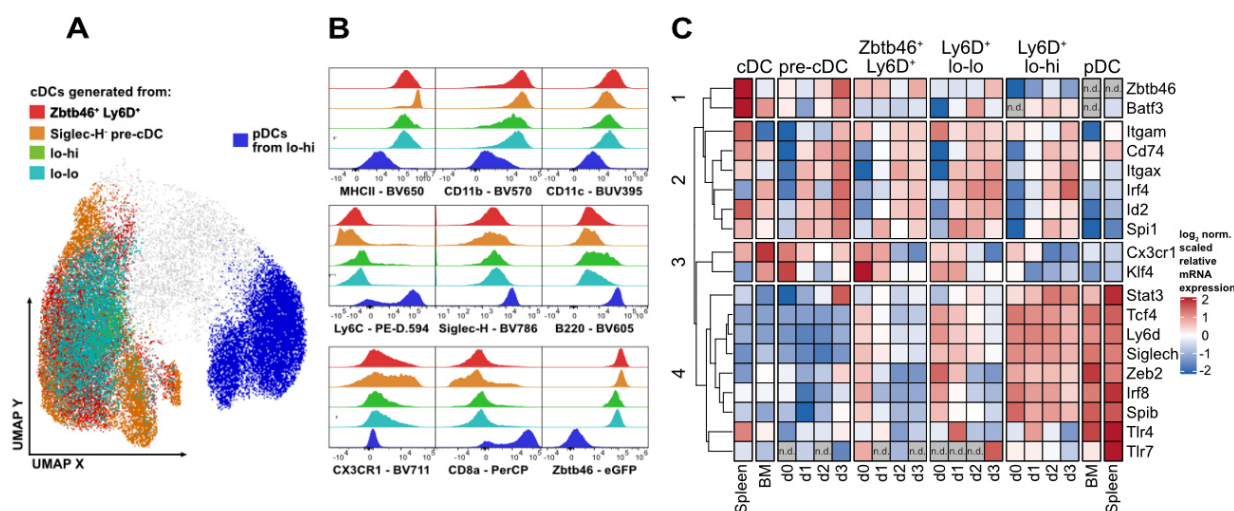 A
cDCs generated from:
Zbtb46⁺ Ly6D⁺
Siglec-H⁻ pre-cDC
lo-hi
lo-lo
pDCs
from lo-hi
UMAP Y
UMAP X
B
-10⁵ 0 10⁴ 10⁵ 10⁶
MHCII - BV650
CD11b - BV570
CD11c - BUV395
Ly6C - PE-D.594
Siglec-H - BV786
B220 - BV605
CX3CR1 - BV711
CD8a - PerCP
Zbtb46 - eGFP
C
cDC
pre-cDC
Zbtb46⁺
Ly6D⁺
Ly6D⁺
lo-lo
Ly6D⁺
lo-hi
pDC
1
n.d.
n.d.
Zbtb46
n.d.
n.d.
Batf3
2
Itgam
Cd74
Itgax
Irf4
Id2
Spi1
3
Cx3cr1
Klf4
4
Stat3
Tcf4
Ly6d
Siglech
Zeb2
Irf8
Spib
Tlr4
n.d. n.d. n.d. n.d. n.d. n.d. n.d. n.d. n.d.
Tlr7
Spleen BM d0 d1 d2 d3 d0 d1 d2 d3 d0 d1 d2 d3 d0 d1 d2 d3 BM Spleen
log₂ norm.
scaled
relative
mRNA
expression
2
1
0
-1
-2